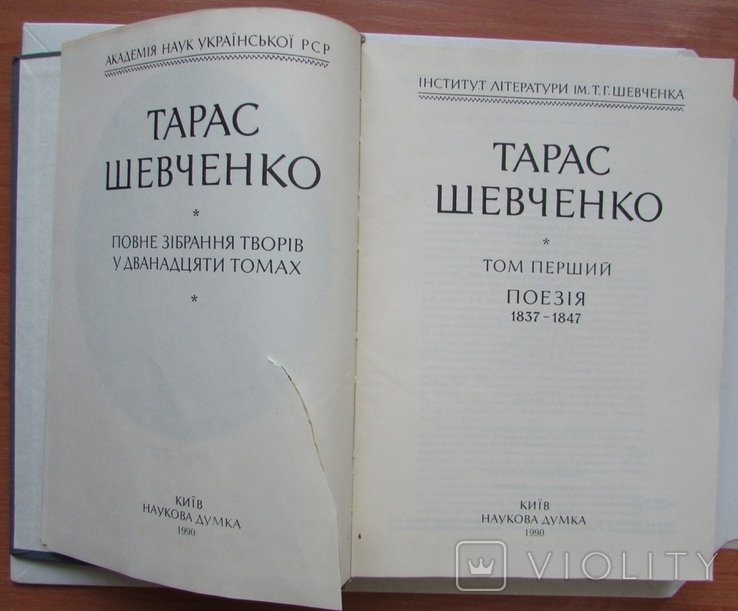 АКАДЕМІЯ НАУК УКРАЇНСЬКОЇ РСР
ТАРАС
ШЕВЧЕНКО
*
ПОВНЕ ЗІБРАННЯ ТВОРІВ
У ДВАНАДЦЯТИ ТОМАХ
*
КИЇВ
НАУКОВА ДУМКА
1990
ІНСТИТУТ ЛІТЕРАТУРИ ІМ. Т. Г. ШЕВЧЕНКА
ТАРАС
ШЕВЧЕНКО
*
ТОМ ПЕРШИЙ
ПОЕЗІЯ
1837-1847
КИЇВ
НАУКОВА ДУМКА
1990
VIOLITY